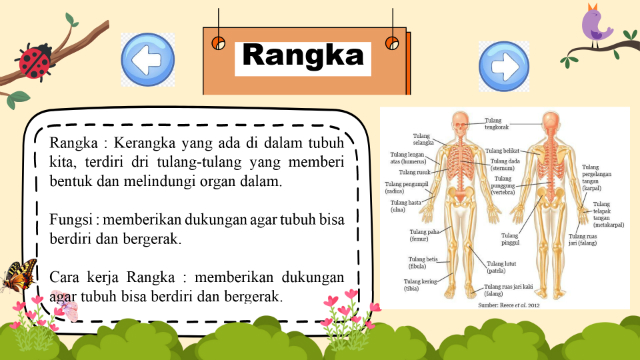 Rangka
Rangka : Kerangka yang ada di dalam tubuh
kita, terdiri dri tulang-tulang yang memberi
bentuk dan melindungi organ dalam.
Fungsi : memberikan dukungan agar tubuh bisa
berdiri dan bergerak.
Cara kerja Rangka : memberikan dukungan
agar tubuh bisa berdiri dan bergerak.
Tulang
tengkorak
Tulang
selangka
Tulang lengan
atas (humerus)
Tulang rusuk
Tulang pengumpil
(radius)
Tulang hasta
(ulna)
Tulang paha
(femur)
Tulang betis
(fibula)
Tulang kering
(tibia)
Tulang belikat
Tulang dada
(sternum)
Tulang
punggung
(vertebra)
Tulang
pinggul
Tulang lutut
(patela)
Tulang ruas jari kaki
(falang)
Tulang
pergelangan
tangan
(karpal)
Tulang
telapak
tangan
(metakarpal)
Tulang ruas
jari (falang)
Sumber: Reece et al. 2012